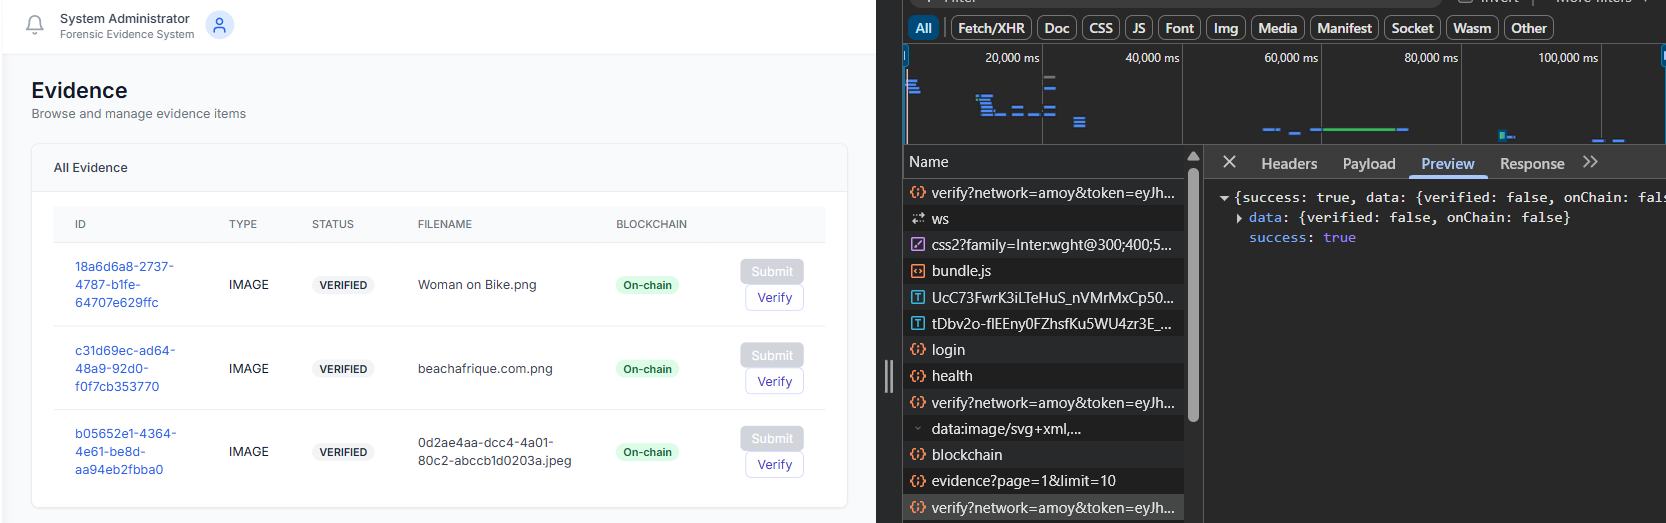 System Administrator
Forensic Evidence System
Evidence
Browse and manage evidence items
All Evidence
ID TYPE STATUS FILENAME BLOCKCHAIN
18a6d6a8-2737-
4787-b1fe-
64707e629ffc
IMAGE
VERIFIED
Woman on Bike.png
On-chain
Submit
Verify
c31d69ec-ad64-
48a9-92d0-
f0f7cb353770
IMAGE
VERIFIED
beachafrique.com.png
On-chain
Submit
Verify
b05652e1-4364-
4e61-be8d-
aa94eb2fbba0
IMAGE
VERIFIED
0d2ae4aa-dcc4-4a01-
80c2-abccb1d0203a.jpeg
On-chain
Submit
Verify
All Fetch/XHR Doc CSS JS Font Img Media Manifest Socket Wasm Other
20,000 ms 40,000 ms 60,000 ms 80,000 ms 100,000 ms
Name
verify?network=amoy&token=eyJh...
ws
css2?family=Inter:wght@300;400;5...
bundle.js
UcC73FwrK3iLTeHuS_nVMrMxCp50...
tDbv2o-flEEny0FZhsfKu5WU4zr3E_...
login
health
verify?network=amoy&token=eyJh...
data:image/svg+xml,...
blockchain
evidence?page=1&limit=10
verify?network=amoy&token=eyJh...
Headers Payload Preview Response
{success: true, data: {verified: false, onChain: fals
data: {verified: false, onChain: false}
success: true